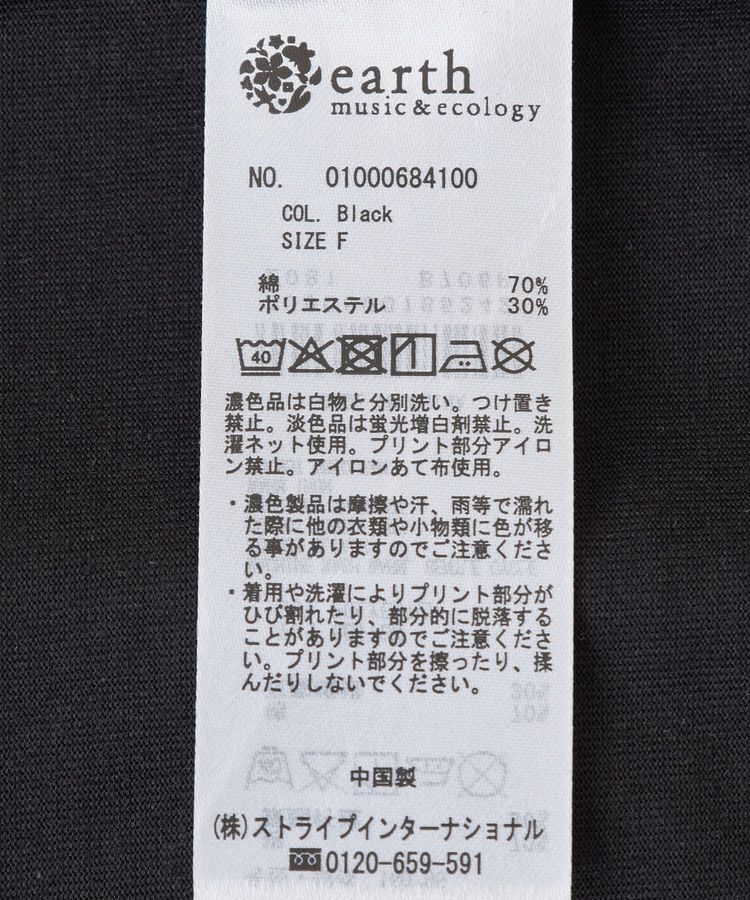 earth
music&ecology
NO. 01000684100
COL. Black
SIZE F
綿 70%
ポリエステル 30%
40
濃色品は白物と分別洗い。つけ置き
禁止。淡色品は蛍光増白剤禁止。洗
濯ネット使用。プリント部分アイロ
ン禁止。アイロンあて布使用。
・濃色製品は摩擦や汗、雨等で濡れ
た際に他の衣類や小物類に色が移
る事がありますのでご注意くださ
い。
・着用や洗濯によりプリント部分が
ひび割れたり、部分的に脱落する
ことがありますのでご注意くださ
い。プリント部分を擦ったり、揉
んだりしないでください。
中国製
(株)ストライプインターナショナル
0120-659-591